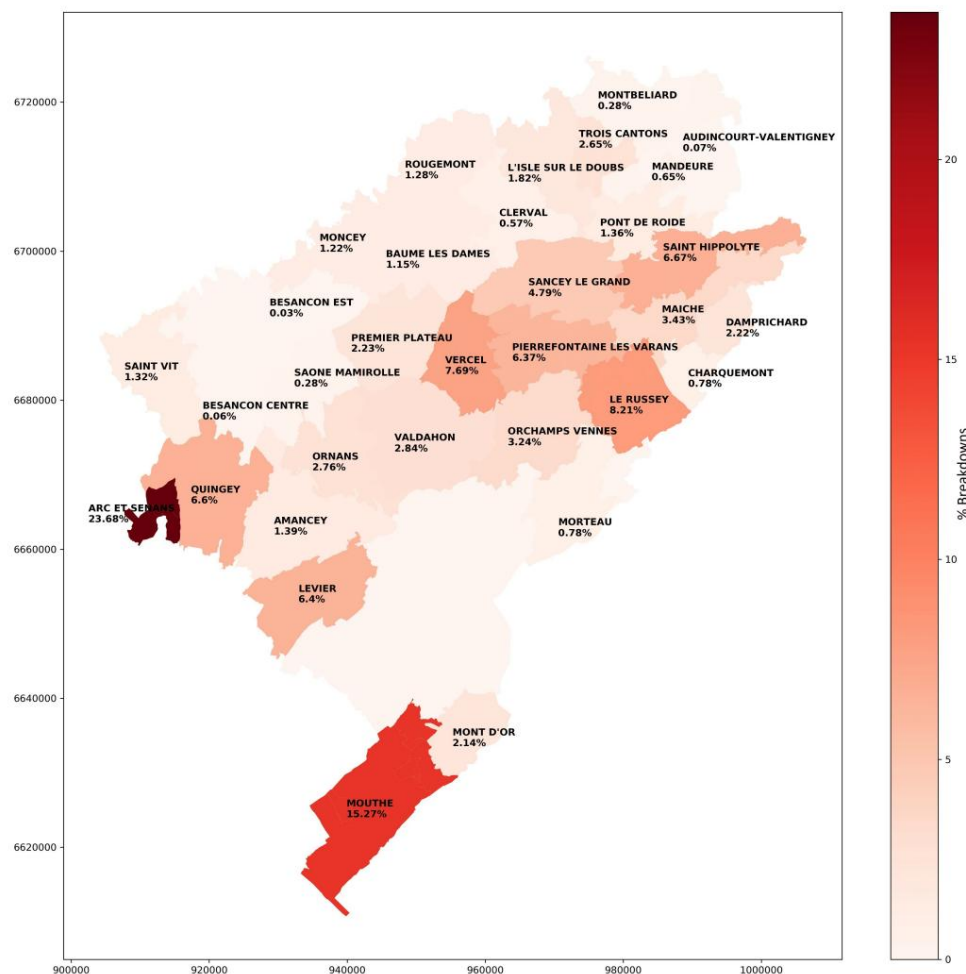 MONTBELIARD
0.28%
TROIS CANTONS
2.65%
AUDINCOURT-VALENTIGNEY
0.07%
ROUGEMONT
1.28%
L'ISLE SUR LE DOUBS
1.82%
MANDEURE
0.65%
CLERVAL
0.57%
PONT DE ROIDE
1.36%
MONCEY
1.22%
BAUME LES DAMES
1.15%
SAINT HIPPOLYTE
6.67%
SANCEY LE GRAND
4.79%
BESANCON EST
0.03%
MAICHE
3.43%
DAMPRICHARD
2.22%
PREMIER PLATEAU
2.23%
VERCEL
7.69%
PIERREFONTAINE LES VARANS
6.37%
SAINT VIT
1.32%
SAONE MAMIROLLE
0.28%
CHARQUEMONT
0.78%
BESANCON CENTRE
0.06%
LE RUSSEY
8.21%
VALDAHON
2.84%
ORCHAMPS VENNES
3.24%
ORNANS
2.76%
QUINGEY
6.6%
ARC ET SENANS
23.68%
AMANCEY
1.39%
MORTEAU
0.78%
LEVIER
6.4%
MONT D'OR
2.14%
MOUTHE
15.27%
6720000
6700000
6680000
6660000
6640000
6620000
900000
920000
940000
960000
980000
1000000
20
15
10
5
0
% Breakdowns